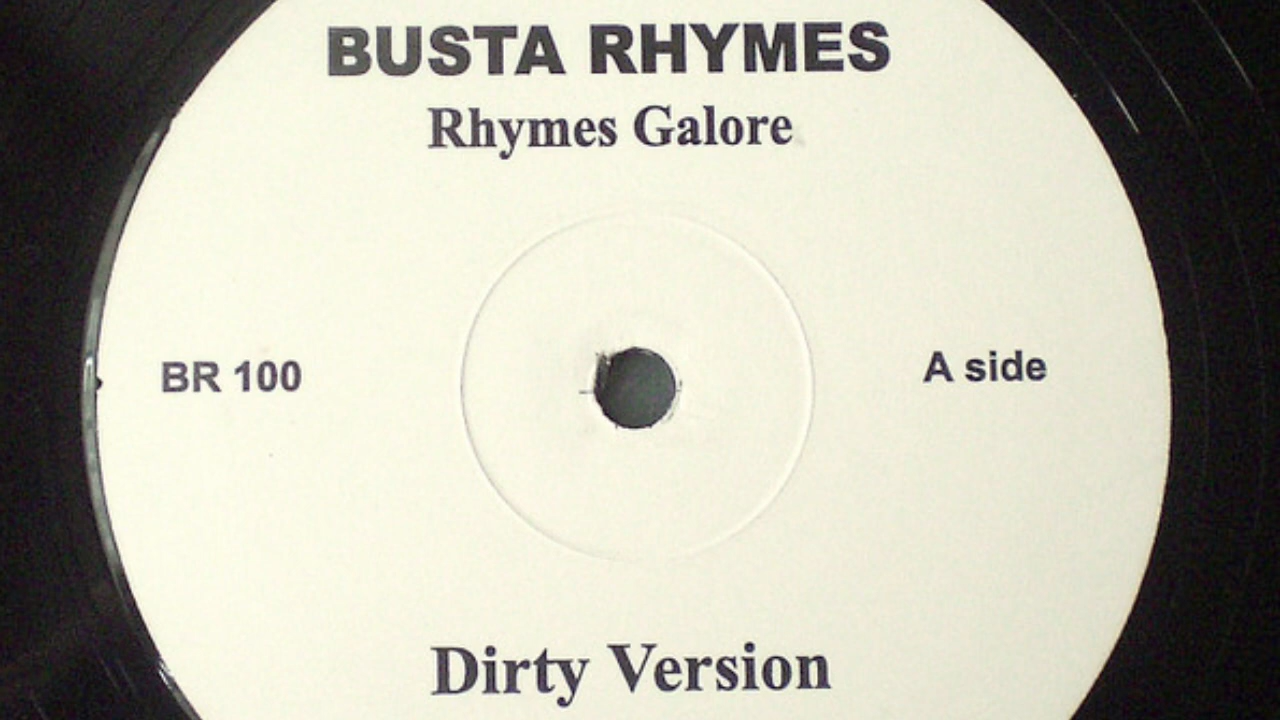 BUSTA RHYMES
Rhymes Galore
BR 100
A side
Dirty Version